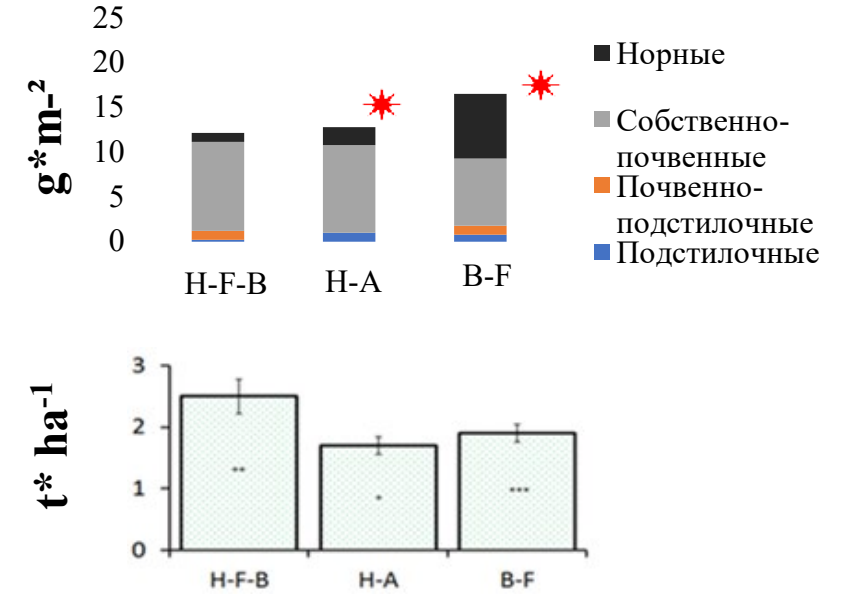 25
20
15
10
5
0
g*m-²
H-F-B
H-A
B-F
Норные
Собственно-
почвенные
Почвенно-
подстилочные
Подстилочные
3
2
1
0
t* ha-1
**
*
***
H-F-B
H-A
B-F